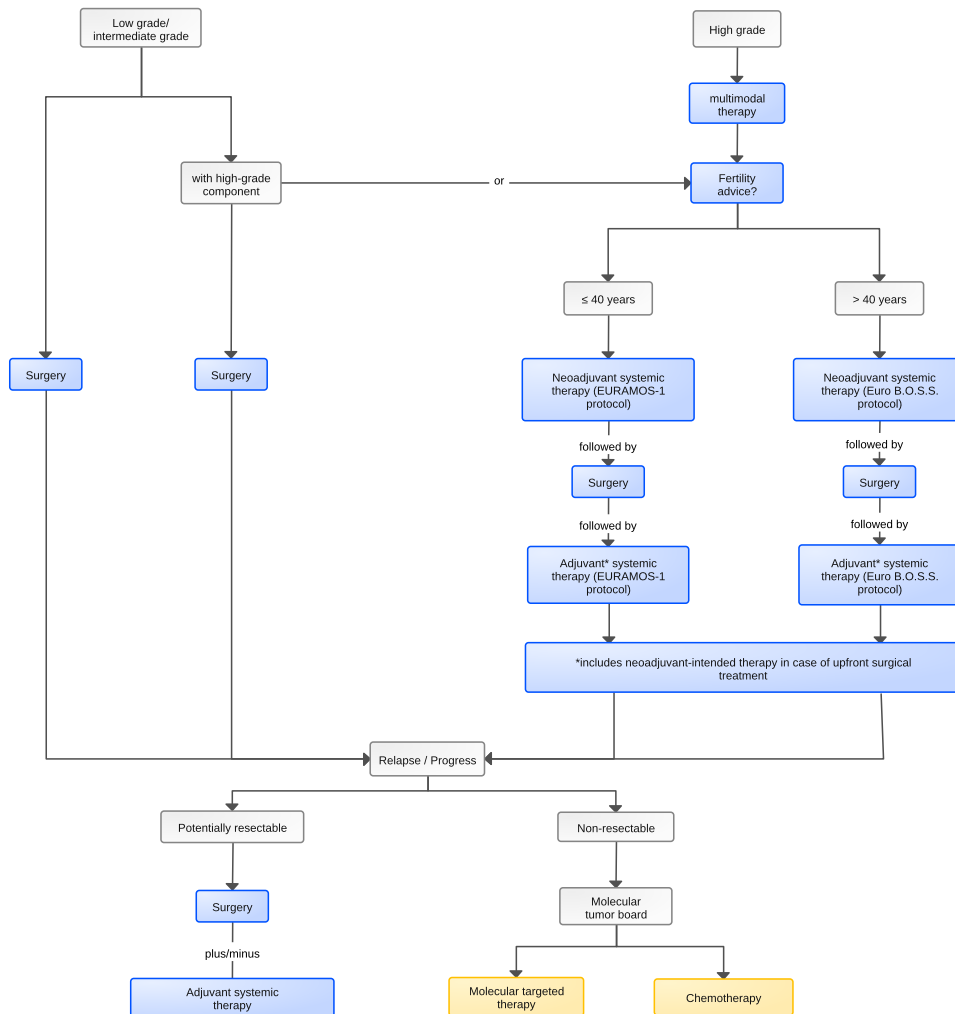 Low grade/
intermediate grade
High grade
multimodal
therapy
with high-grade
component
or
Fertility
advice?
≤ 40 years
> 40 years
Surgery
Surgery
Neoadjuvant systemic
therapy (EURAMOS-1
protocol)
Neoadjuvant systemic
therapy (Euro B.O.S.S.
protocol)
followed by
followed by
Surgery
Surgery
followed by
followed by
Adjuvant* systemic
therapy (EURAMOS-1
protocol)
Adjuvant* systemic
therapy (Euro B.O.S.S.
protocol)
*includes neoadjuvant-intended therapy in case of upfront surgical
treatment
Relapse / Progress
Potentially resectable
Non-resectable
Surgery
Molecular
tumor board
plus/minus
Adjuvant systemic
therapy
Molecular targeted
therapy
Chemotherapy